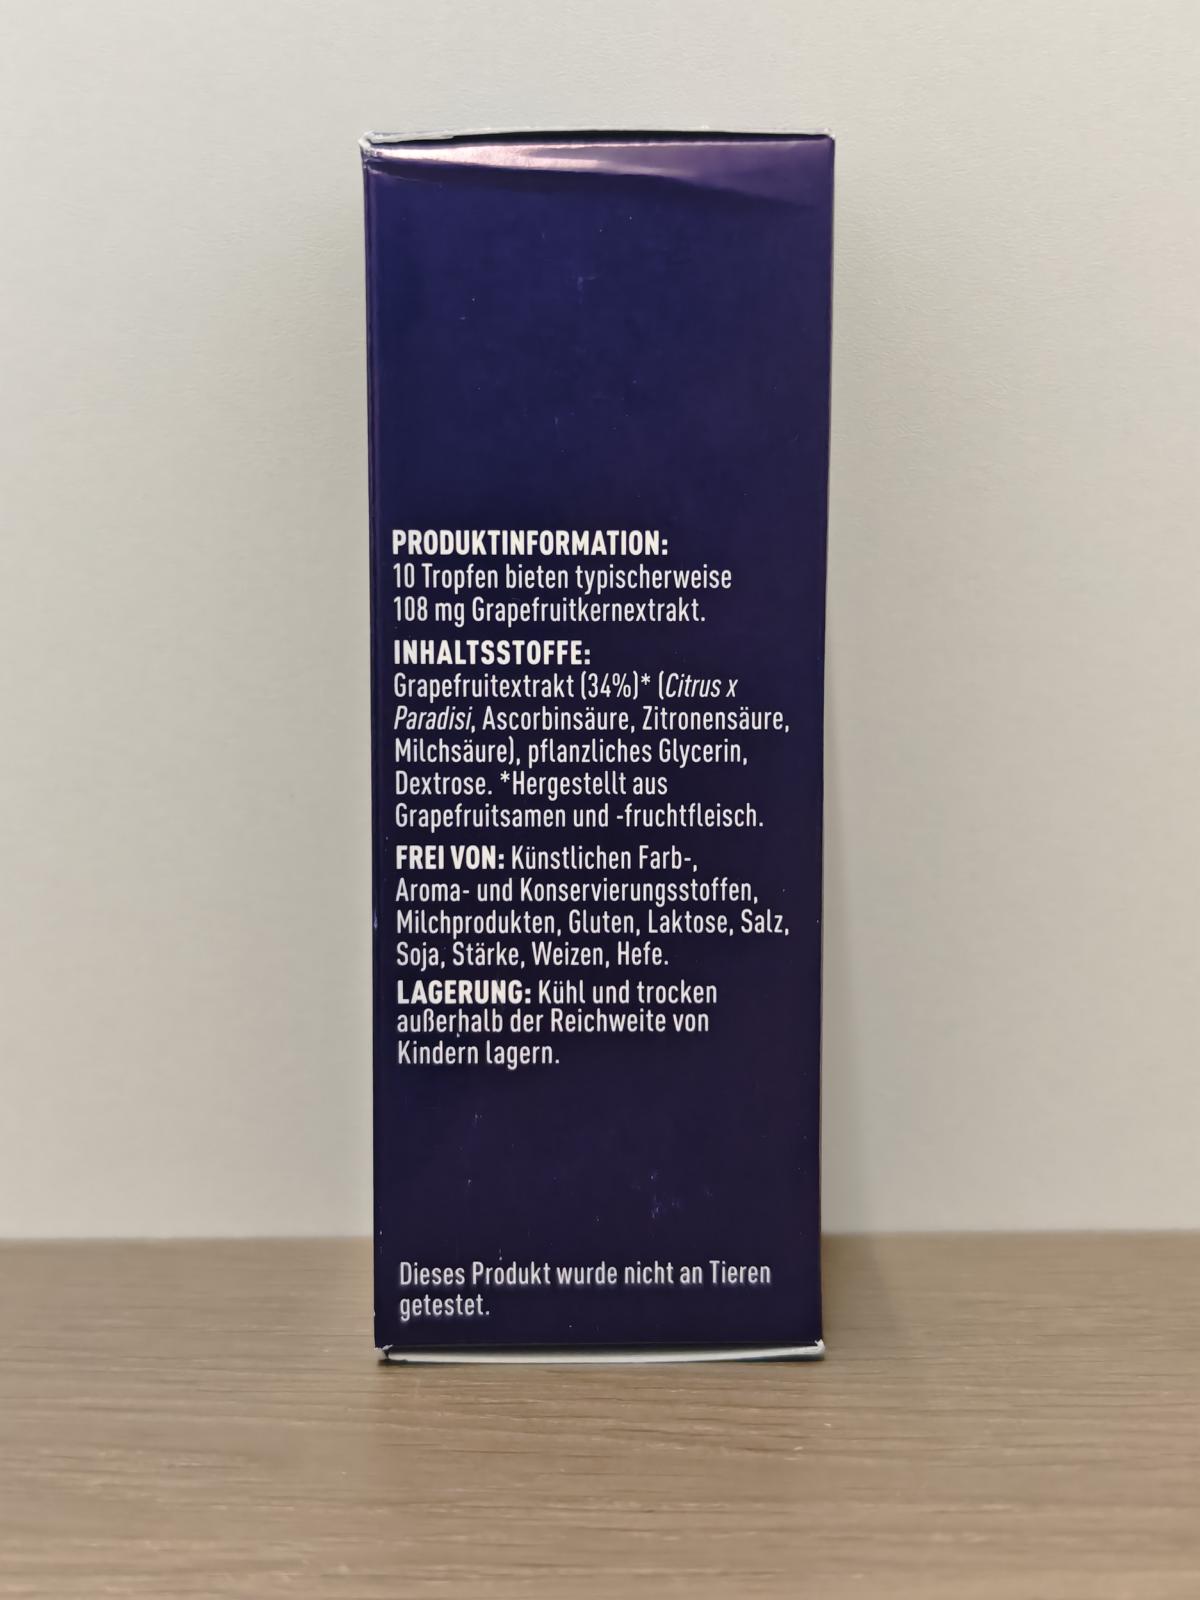 PRODUKTINFORMATION:
10 Tropfen bieten typischerweise
108 mg Grapefruitkernextrakt.
INHALTSSTOFFE:
Grapefruitextrakt (34%)* (Citrus x
Paradisi, Ascorbinsäure, Zitronensäure,
Milchsäure), pflanzliches Glycerin,
Dextrose. *Hergestellt aus
Grapefruitsamen und -fruchtfleisch.
FREI VON: Künstlichen Farb-,
Aroma- und Konservierungsstoffen,
Milchprodukten, Gluten, Laktose, Salz,
Soja, Stärke, Weizen, Hefe.
LAGERUNG: Kühl und trocken
außerhalb der Reichweite von
Kindern lagern.
Dieses Produkt wurde nicht an Tieren
getestet.